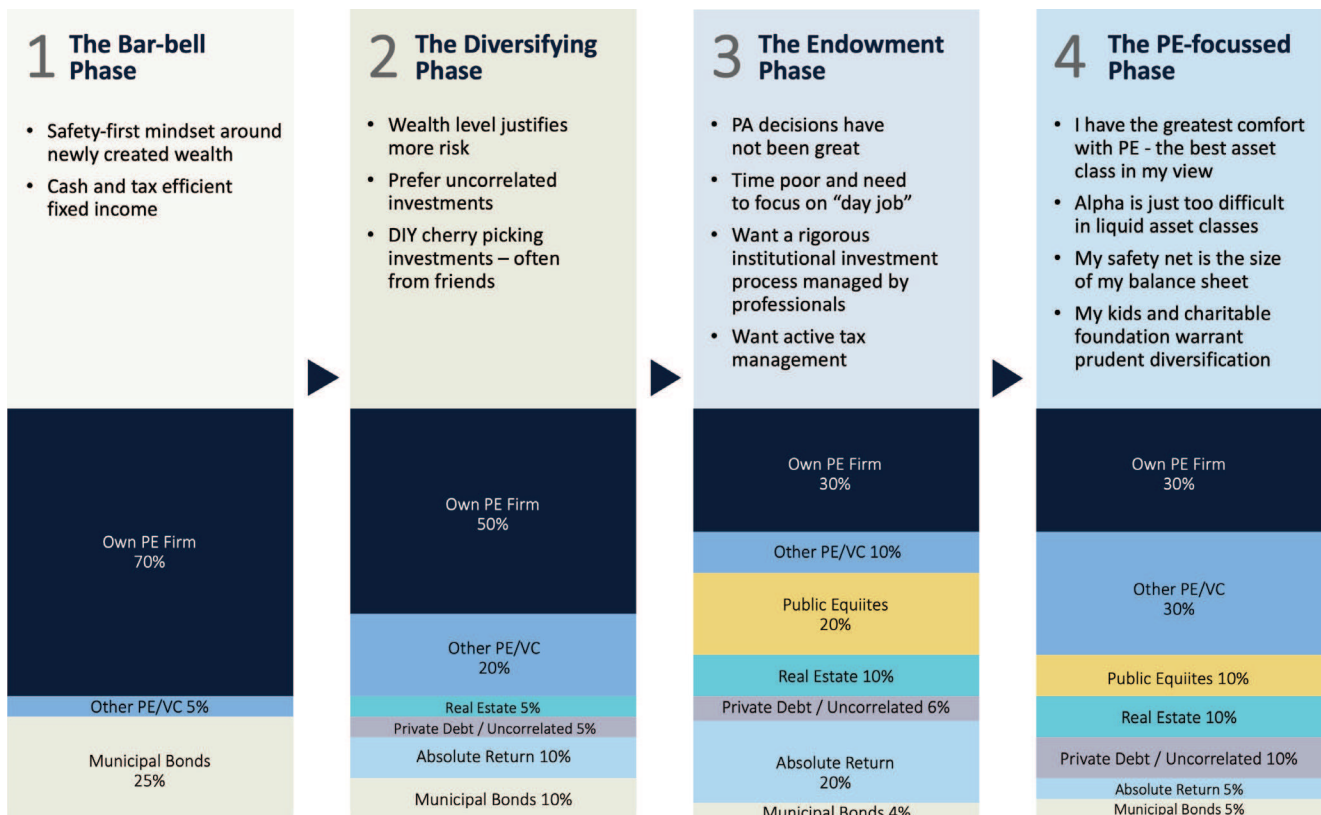 1
The Bar-bell
Phase
• Safety-first mindset around
newly created wealth
• Cash and tax efficient
fixed income
Own PE Firm
70%
Other PE/VC 5%
Municipal Bonds
25%
2
The Diversifying
Phase
• Wealth level justifies
more risk
• Prefer uncorrelated
investments
• DIY cherry picking
investments – often
from friends
Own PE Firm
50%
Other PE/VC
20%
Real Estate 5%
Private Debt / Uncorrelated 5%
Absolute Return 10%
Municipal Bonds 10%
3
The Endowment
Phase
• PA decisions have
not been great
• Time poor and need
to focus on “day job”
• Want a rigorous
institutional investment
process managed by
professionals
• Want active tax
management
Own PE Firm
30%
Other PE/VC 10%
Public Equiites
20%
Real Estate 10%
Private Debt / Uncorrelated 6%
Absolute Return
20%
Municipal Bonds 4%
4
The PE-focussed
Phase
• I have the greatest comfort
with PE - the best asset
class in my view
• Alpha is just too difficult
in liquid asset classes
• My safety net is the size
of my balance sheet
• My kids and charitable
foundation warrant
prudent diversification
Own PE Firm
30%
Other PE/VC
30%
Public Equiites 10%
Real Estate 10%
Private Debt / Uncorrelated 10%
Absolute Return 5%
Municipal Bonds 5%